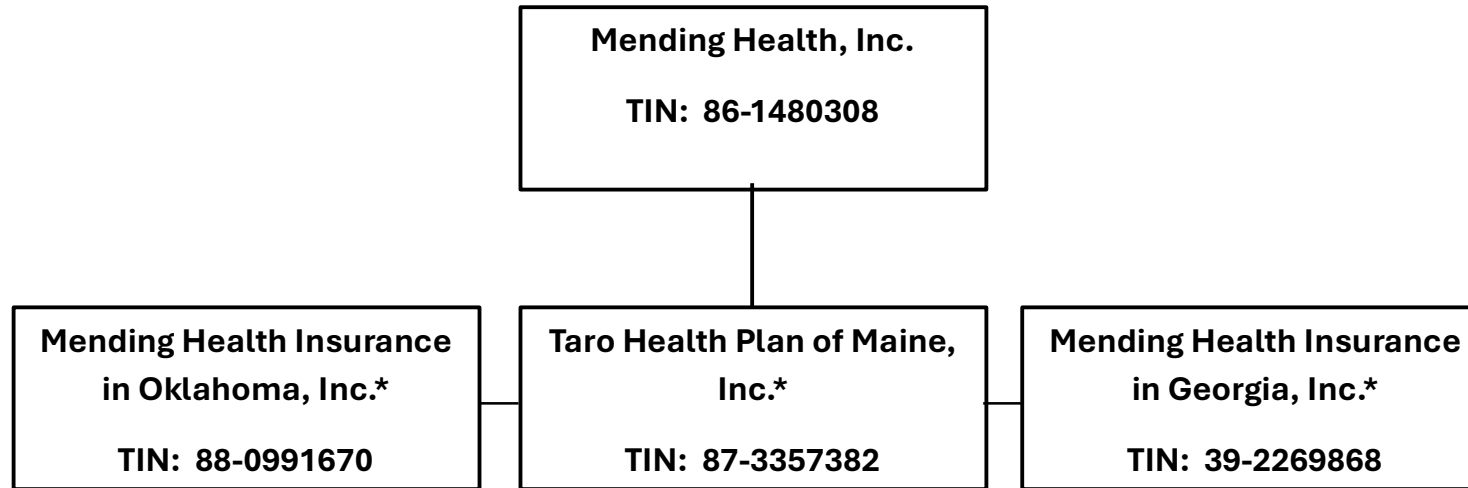 Mending Health, Inc.
TIN: 86-1480308
Mending Health Insurance
in Oklahoma, Inc.*
TIN: 88-0991670
Taro Health Plan of Maine,
Inc.*
TIN: 87-3357382
Mending Health Insurance
in Georgia, Inc.*
TIN: 39-2269868